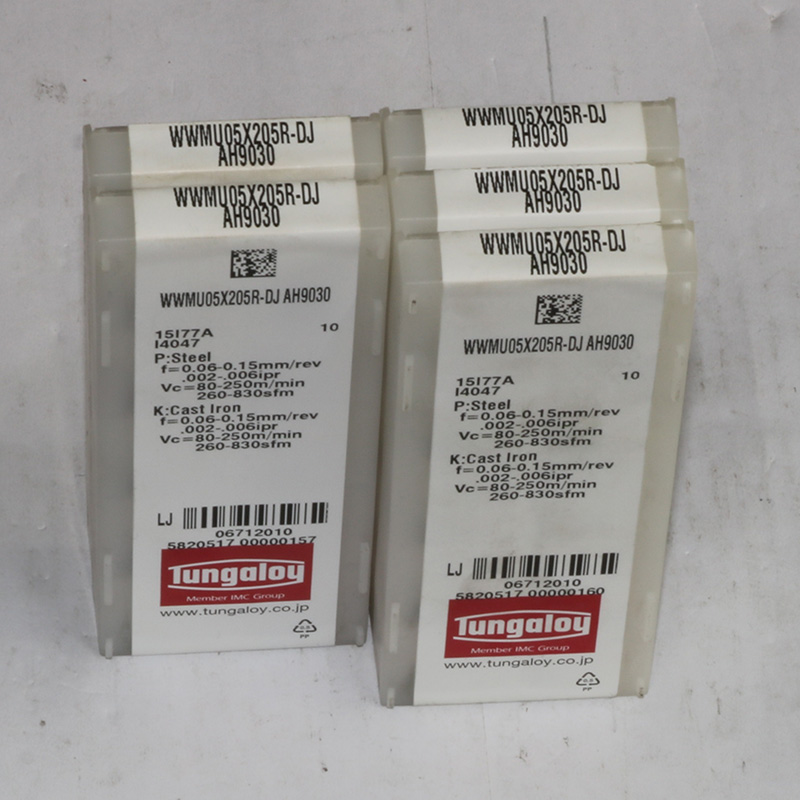 WWMU05X205R-DJ
AH9030
WWMU05X205R-DJ
AH9030
WWMU05X205R-DJ AH9030
15I77A 10
I4047
P:Steel
f=0.06-0.15mm/rev
.002-.006ipr
Vc=80-250m/min
260-830sfm
K:Cast Iron
f=0.06-0.15mm/rev
.002-.006ipr
Vc=80-250m/min
260-830sfm
LJ
06712010
5820517 00000157
Tungaloy
Member IMC Group
www.tungaloy.co.jp
PP
WWMU05X205R-DJ
AH9030
WWMU05X205R-DJ
AH9030
WWMU05X205R-DJ
AH9030
WWMU05X205R-DJ AH9030
15I77A 10
I4047
P:Steel
f=0.06-0.15mm/rev
.002-.006ipr
Vc=80-250m/min
260-830sfm
K:Cast Iron
f=0.06-0.15mm/rev
.002-.006ipr
Vc=80-250m/min
260-830sfm
LJ
06712010
5820517 00000160
Tungaloy
Member IMC Group
www.tungaloy.co.jp
PP